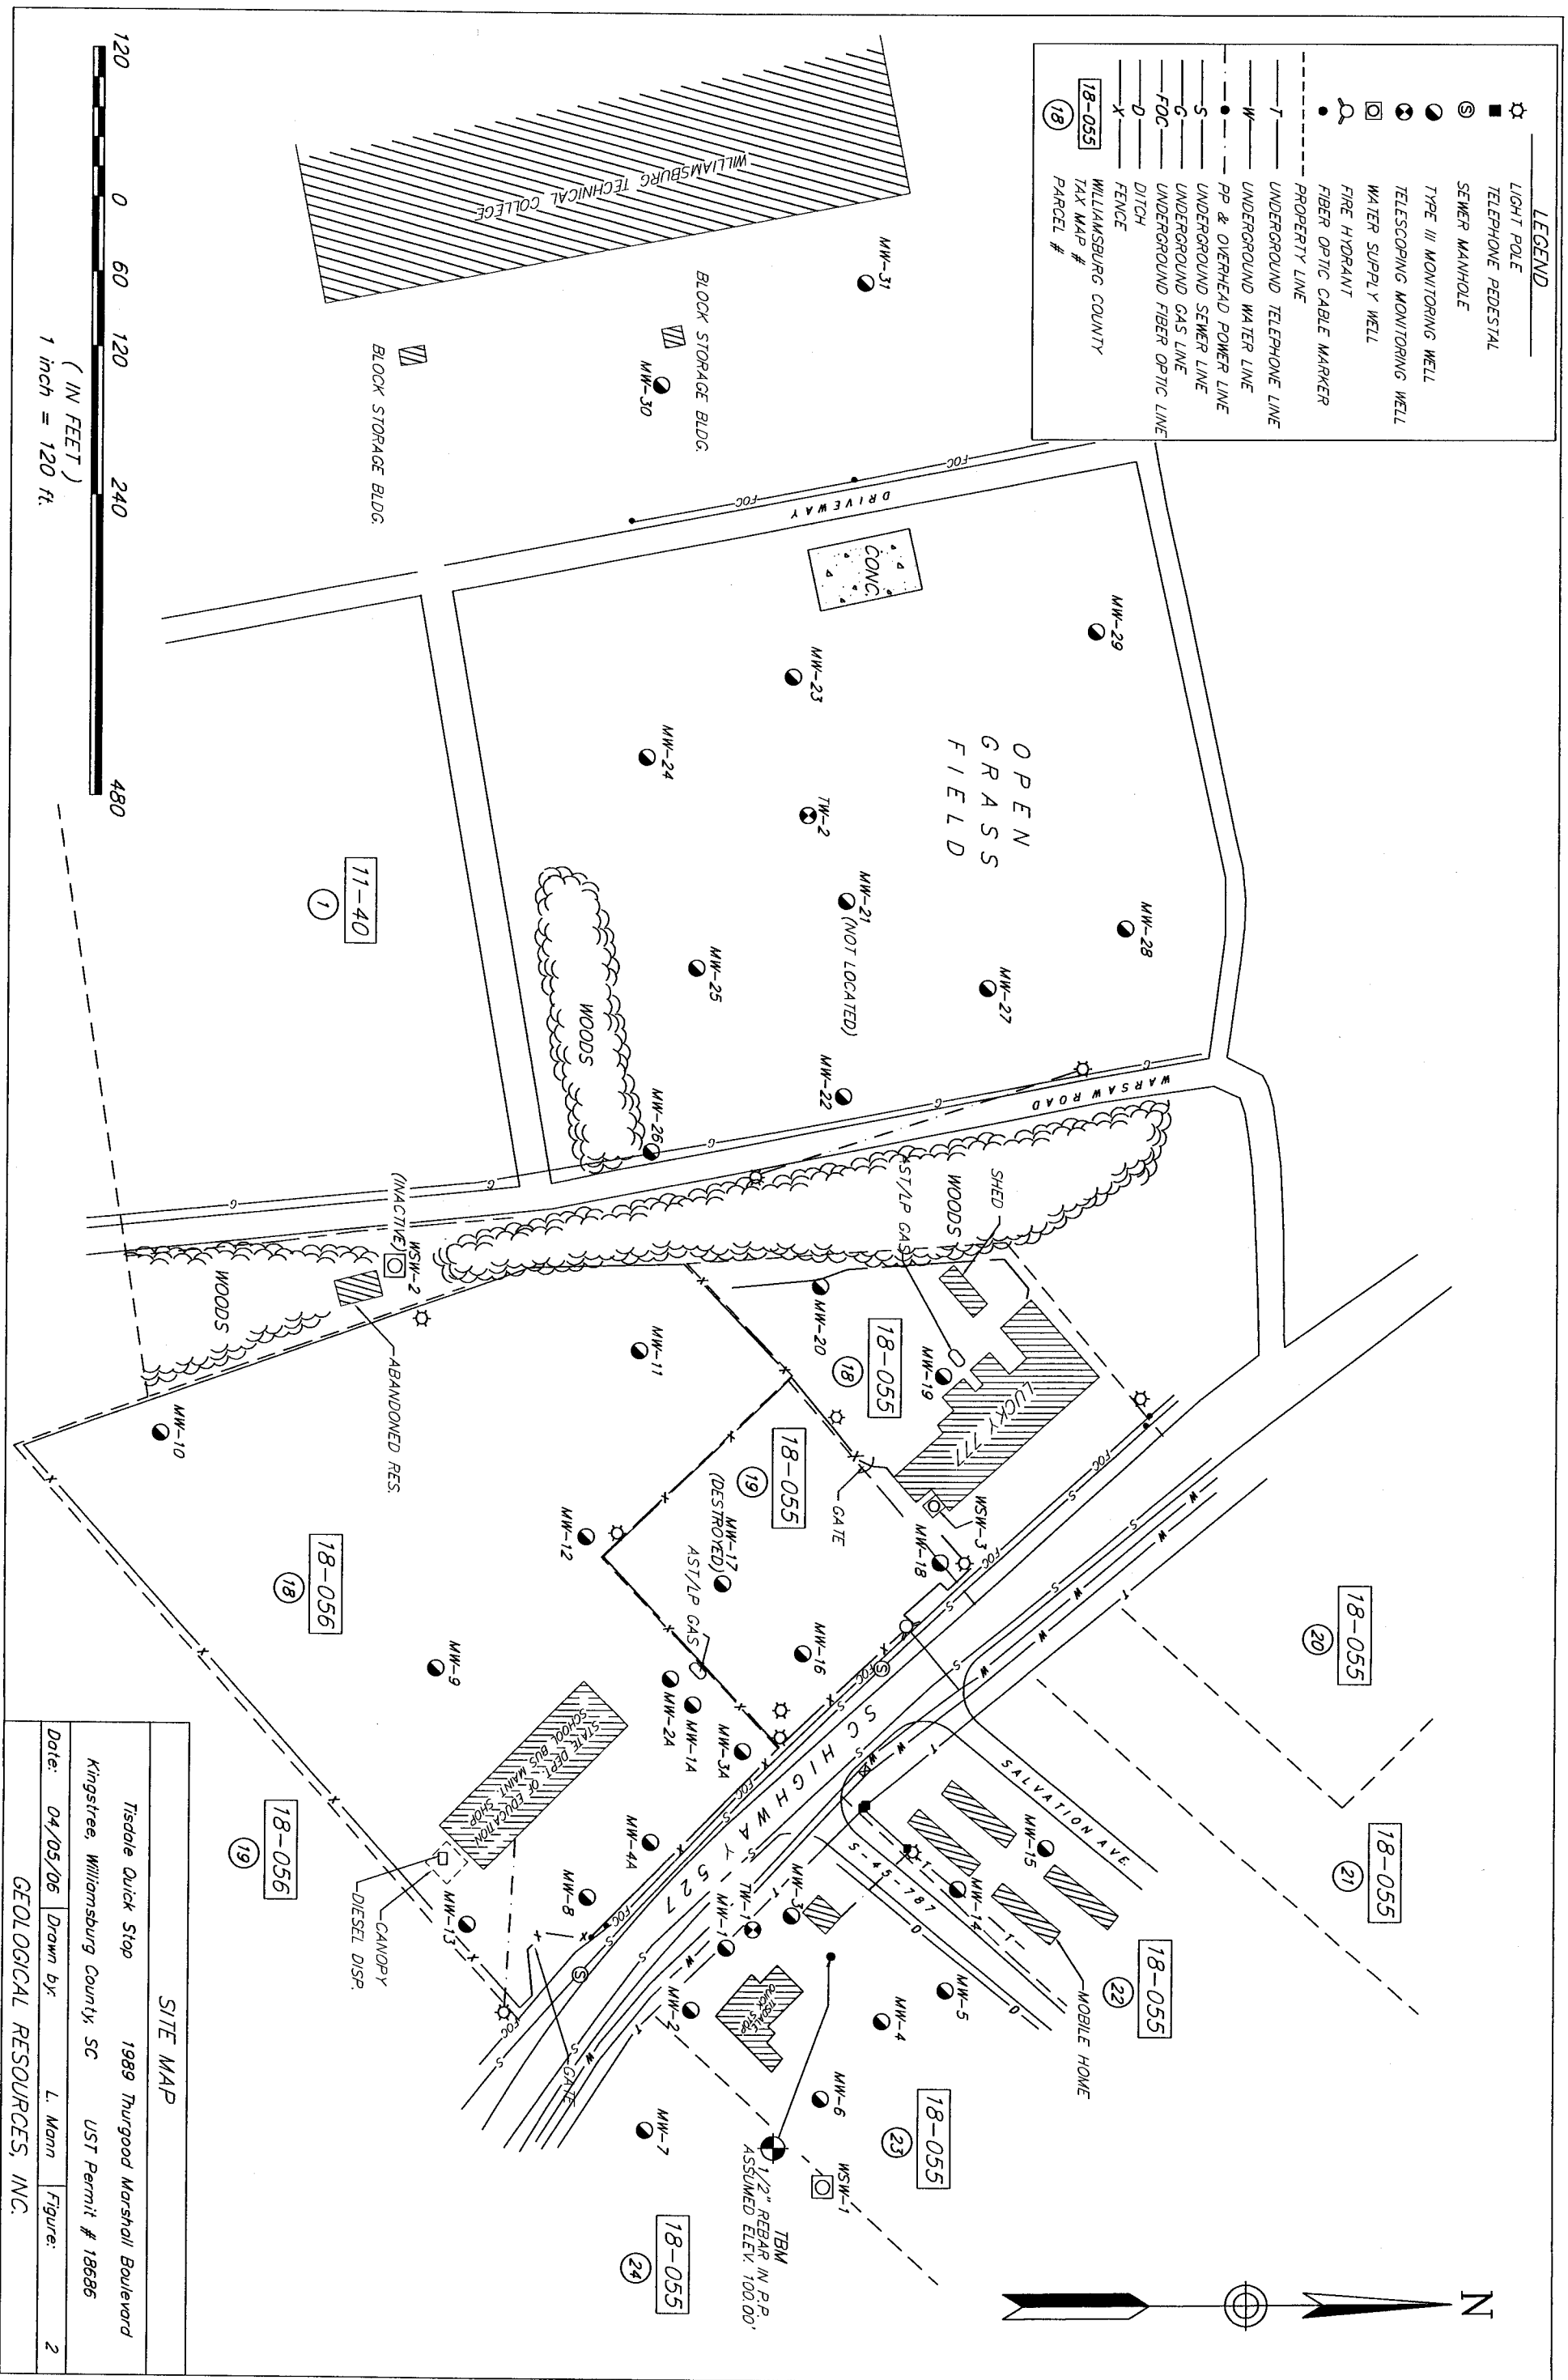 LEGEND
LIGHT POLE
TELEPHONE PEDESTAL
SEWER MANHOLE
TYPE III MONITORING WELL
TELESCOPING MONITORING WELL
WATER SUPPLY WELL
FIRE HYDRANT
FIBER OPTIC CABLE MARKER
PROPERTY LINE
T UNDERGROUND TELEPHONE LINE
W UNDERGROUND WATER LINE
PP & OVERHEAD POWER LINE
S UNDERGROUND SEWER LINE
G UNDERGROUND GAS LINE
FOC UNDERGROUND FIBER OPTIC LINE
D DITCH
X FENCE
18-055 WILLIAMSBURG COUNTY
TAX MAP #
18 PARCEL #
WILLIAMSBURG TECHNICAL COLLEGE
MW-31
BLOCK STORAGE BLDG.
MW-30
BLOCK STORAGE BLDG.
120 0 60 120 240 480
( IN FEET )
1 inch = 120 ft.
FOC
FOC
DRIVEWAY
CONC.
MW-29
MW-23
MW-24
OPEN
GRASS
FIELD
TW-2
MW-21
(NOT LOCATED)
MW-28
MW-27
MW-25
MW-22
MW-26
WOODS
11-40
1
WARSAW ROAD
G
G
G
G
G
SHED
WOODS
AST/LP GAS
WSW-2
(INACTIVE)
WOODS
ABANDONED RES.
MW-20
18-055
18
MW-19
LUCKY 777
MW-11
MW-10
18-055
19
GATE
WSW-3
MW-18
MW-17
(DESTROYED)
AST/LP GAS
MW-12
MW-16
18-056
18
MW-9
MW-2A
MW-1A
MW-3A
MW-4A
MW-8
MW-13
STATE DEPT. OF EDUCATION
SCHOOL BUS MAINT. SHOP
CANOPY
DIESEL DISP.
18-056
19
SC HIGHWAY 527
18-055
20
18-055
21
SALVATION AVE.
MW-15
MW-14
S-45-787
MOBILE HOME
18-055
22
MW-3
TW-1
MW-1
MW-2
TISDALE
QUICK STOP
MW-5
MW-4
MW-6
MW-7
GATE
18-055
23
WSW-1
TBM
1/2" REBAR IN P.P.
ASSUMED ELEV. 100.00'
18-055
24
N
SITE MAP
Tisdale Quick Stop 1989 Thurgood Marshall Boulevard
Kingstree, Williamsburg County, SC UST Permit # 18686
Date: 04/05/06 Drawn by: L. Mann Figure: 2
GEOLOGICAL RESOURCES, INC.